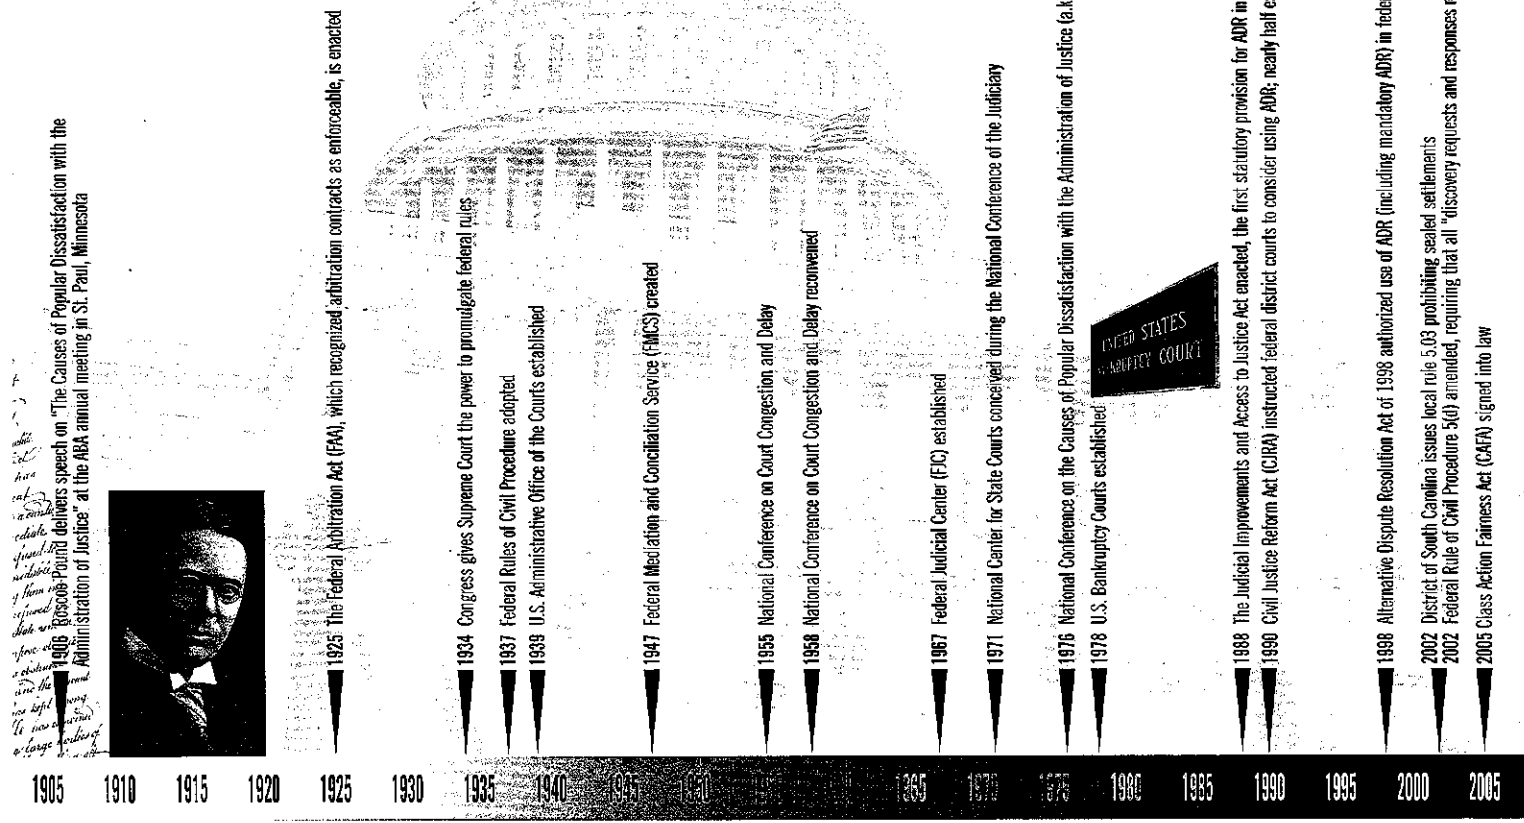 1906 Roscoe Pound delivers speech on "The Causes of Popular Dissatisfaction with the
Administration of Justice" at the ABA annual meeting in St. Paul, Minnesota
1925 The Federal Arbitration Act (FAA), which recognized arbitration contracts as enforceable, is enacted
1934 Congress gives Supreme Court the power to promulgate federal rules
1937 Federal Rules of Civil Procedure adopted
1939 U.S. Administrative Office of the Courts established
1947 Federal Mediation and Conciliation Service (FMCS) created
1955 National Conference on Court Congestion and Delay
1958 National Conference on Court Congestion and Delay reconvened
1967 Federal Judicial Center (FJC) established
1971 National Center for State Courts conceived during the National Conference of the Judiciary
1976 National Conference on the Causes of Popular Dissatisfaction with the Administration of Justice (a.k
1978 U.S. Bankruptcy Courts established
UNITED STATES
BANKRUPTCY COURT
1988 The Judicial Improvements and Access to Justice Act enacted, the first statutory provision for ADR in
1990 Civil Justice Reform Act (CJRA) instructed federal district courts to consider using ADR; nearly half
1998 Alternative Dispute Resolution Act of 1998 authorized use of ADR (including mandatory ADR) in
2002 District of South Carolina issues local rule 5.03 prohibiting sealed settlements
2002 Federal Rule of Civil Procedure 5(d) amended, requiring that all "discovery requests and responses
2005 Class Action Fairness Act (CAFA) signed into law
1905 1910 1915 1920 1925 1930 1935 1940 1945 1950 1965 1970 1975 1980 1985 1990 1995 2000 2005